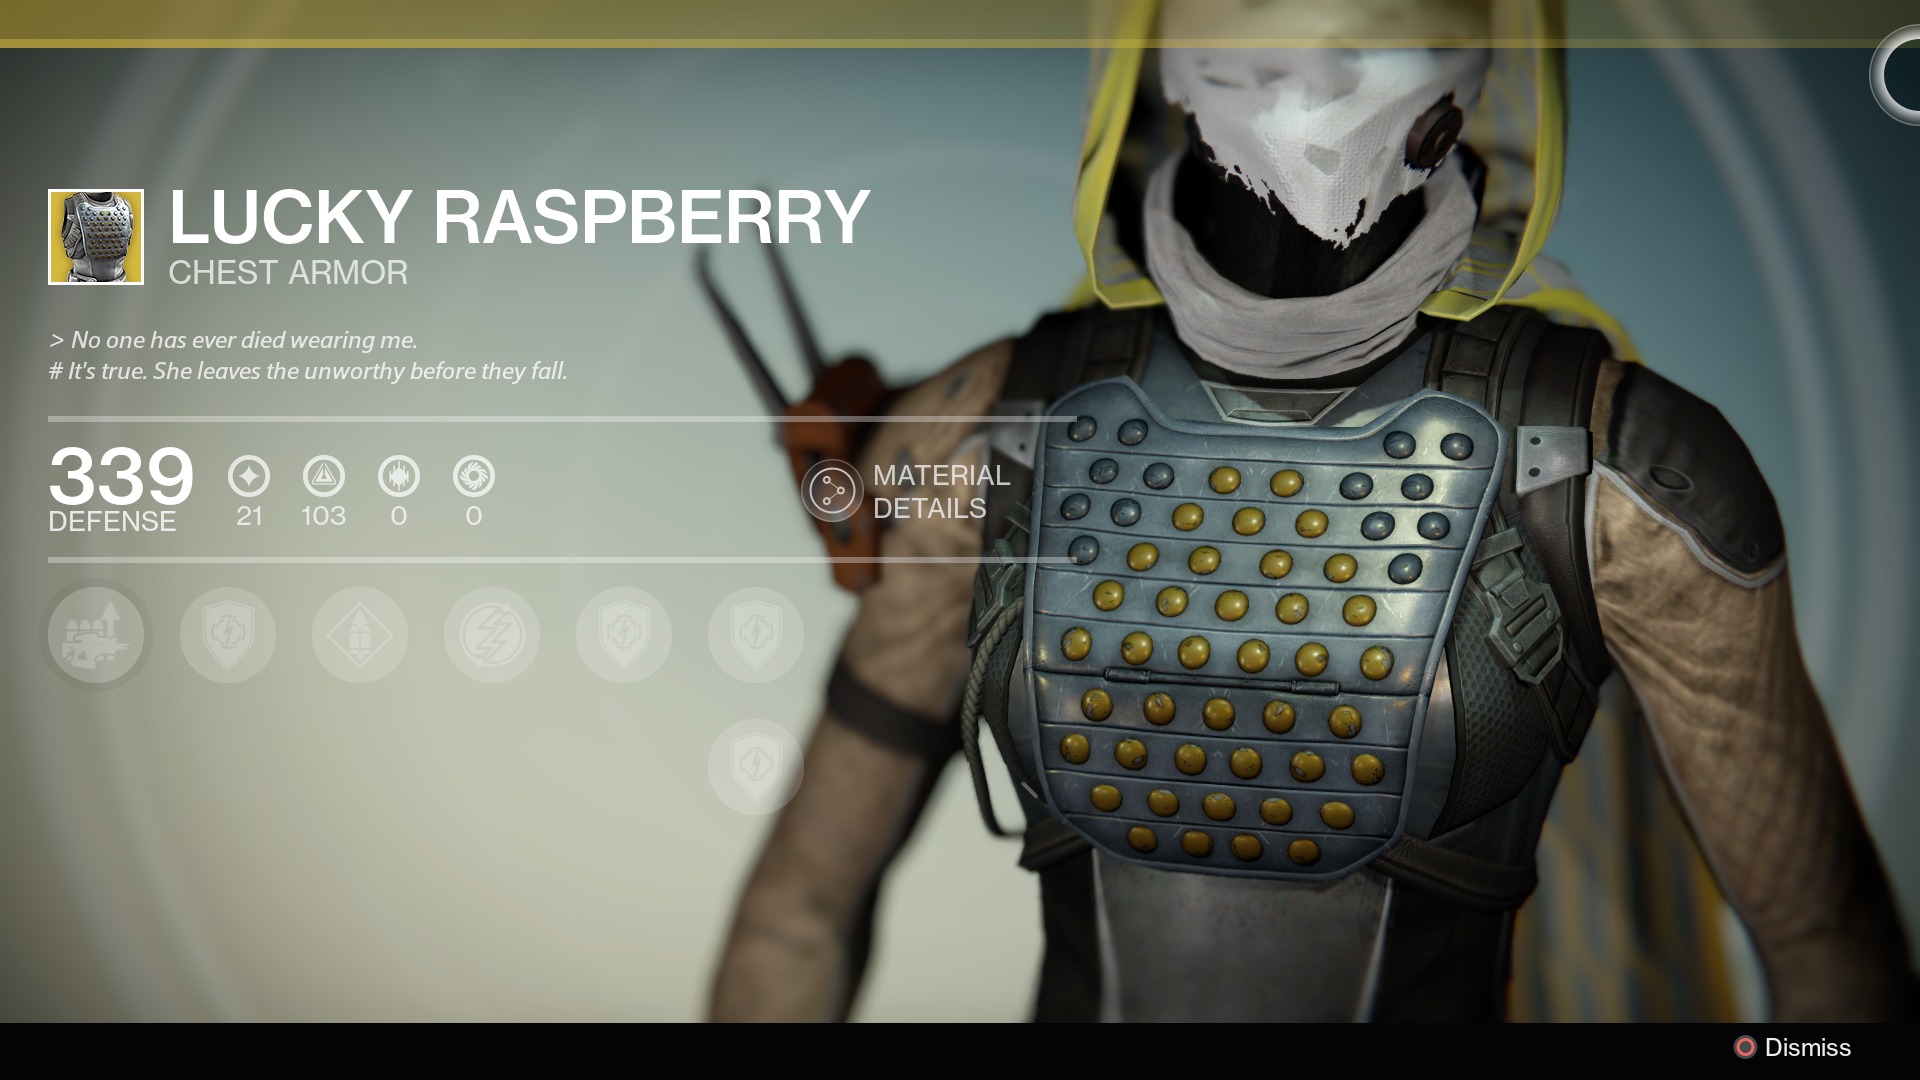 LUCKY RASPBERRY
CHEST ARMOR
> No one has ever died wearing me.
# It's true. She leaves the unworthy before they fall.
339
DEFENSE
21 103 0 0
MATERIAL
DETAILS
Dismiss